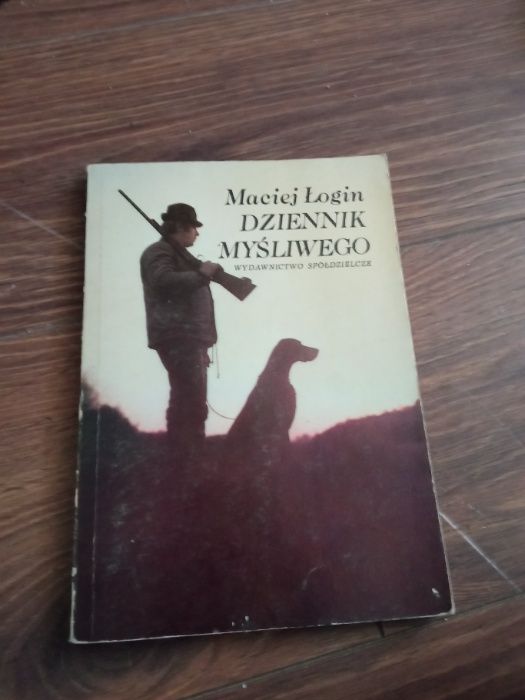 Maciej Łogin
DZIENNIK
MYŚLIWEGO
WYDAWNICTWO SPÓŁDZIELCZE